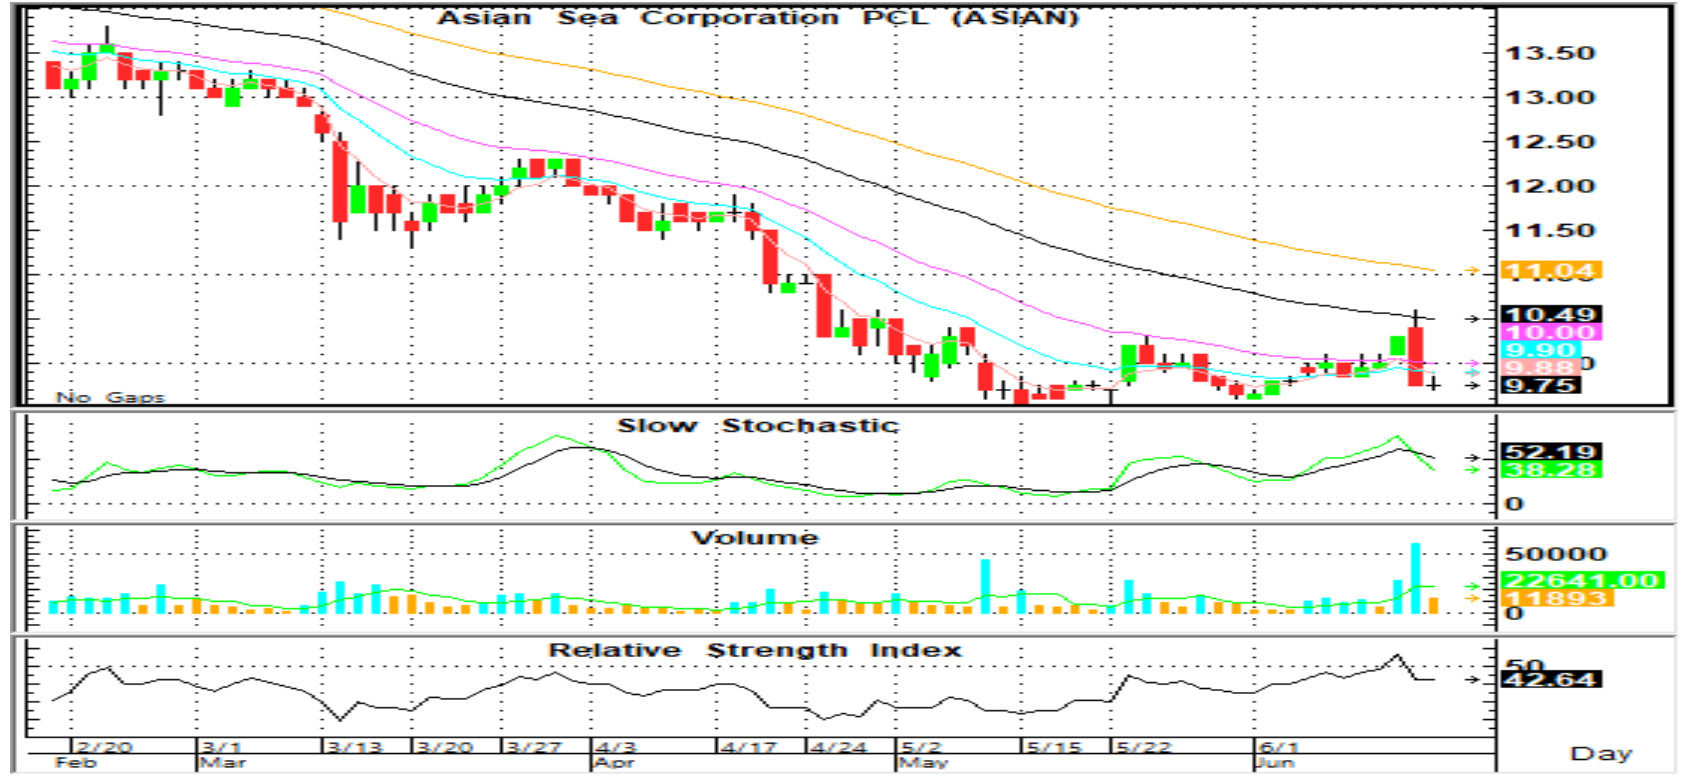 Asian Sea Corporation PCL (ASIAN)
13.50
13.00
12.50
12.00
11.50
11.04
10.49
10.00
9.90
9.88
9.75
No Gaps
Slow Stochastic
52.19
38.28
0
Volume
50000
22641.00
11893
0
Relative Strength Index
50
42.64
2/20 3/1 3/13 3/20 3/27 4/3 4/17 4/24 5/2 5/15 5/22 6/1
Feb Mar Apr May Jun
Day